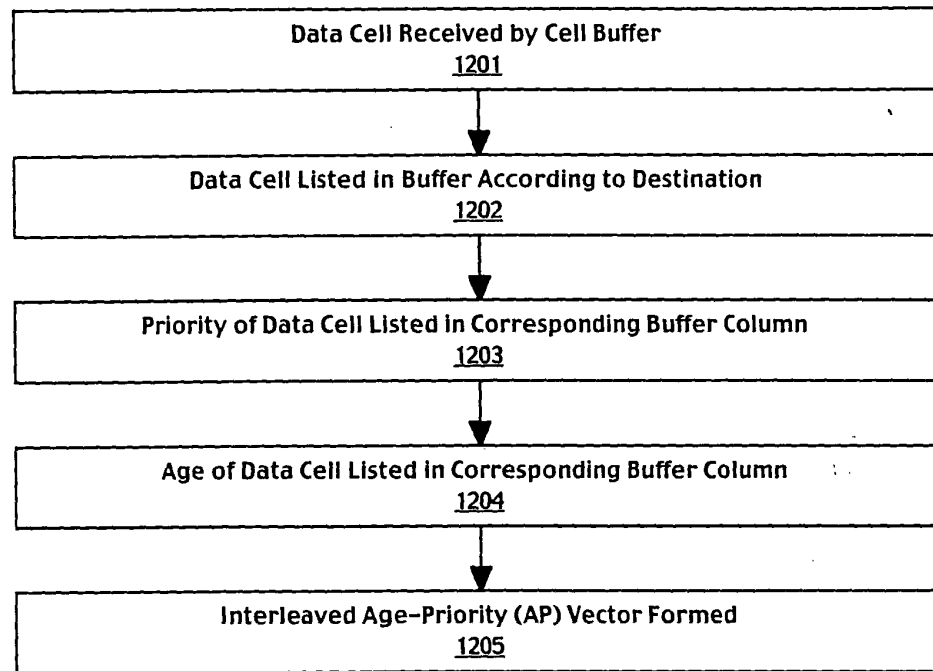 Data Cell Received by Cell Buffer
1201
Data Cell Listed in Buffer According to Destination
1202
Priority of Data Cell Listed in Corresponding Buffer Column
1203
Age of Data Cell Listed in Corresponding Buffer Column
1204
Interleaved Age-Priority (AP) Vector Formed
1205